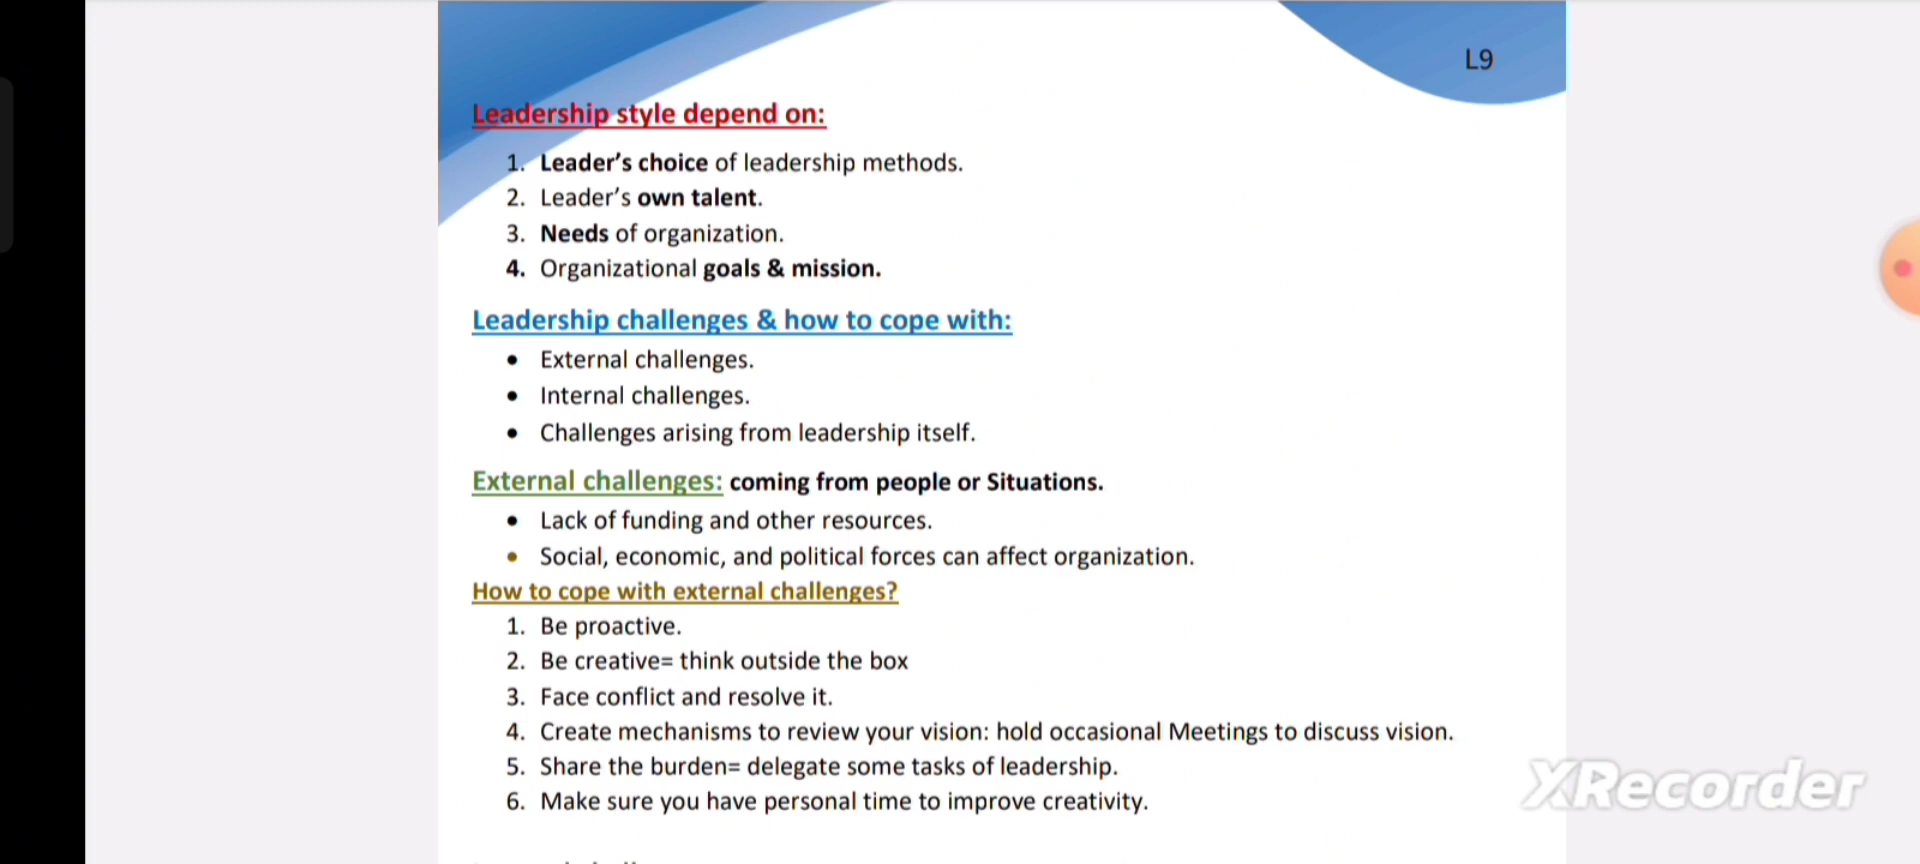 L9
Leadership style depend on:
1. Leader’s choice of leadership methods.
2. Leader’s own talent.
3. Needs of organization.
4. Organizational goals & mission.
Leadership challenges & how to cope with:
• External challenges.
• Internal challenges.
• Challenges arising from leadership itself.
External challenges: coming from people or Situations.
• Lack of funding and other resources.
• Social, economic, and political forces can affect organization.
How to cope with external challenges?
1. Be proactive.
2. Be creative= think outside the box
3. Face conflict and resolve it.
4. Create mechanisms to review your vision: hold occasional Meetings to discuss vision.
5. Share the burden= delegate some tasks of leadership.
6. Make sure you have personal time to improve creativity.
XRecorder